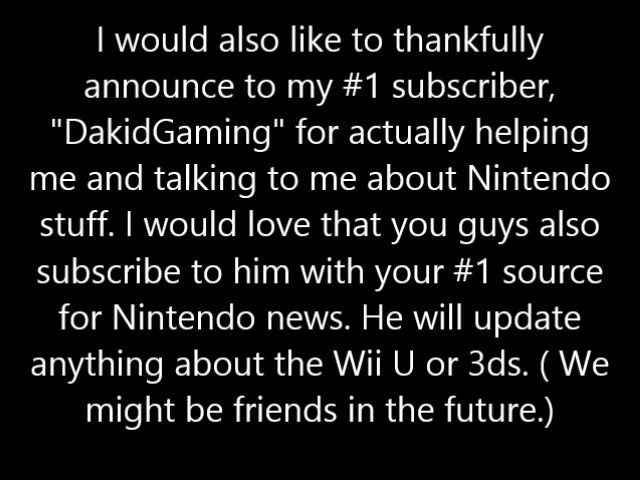 I would also like to thankfully
announce to my #1 subscriber,
"DakidGaming" for actually helping
me and talking to me about Nintendo
stuff. I would love that you guys also
subscribe to him with your #1 source
for Nintendo news. He will update
anything about the Wii U or 3ds. ( We
might be friends in the future.)